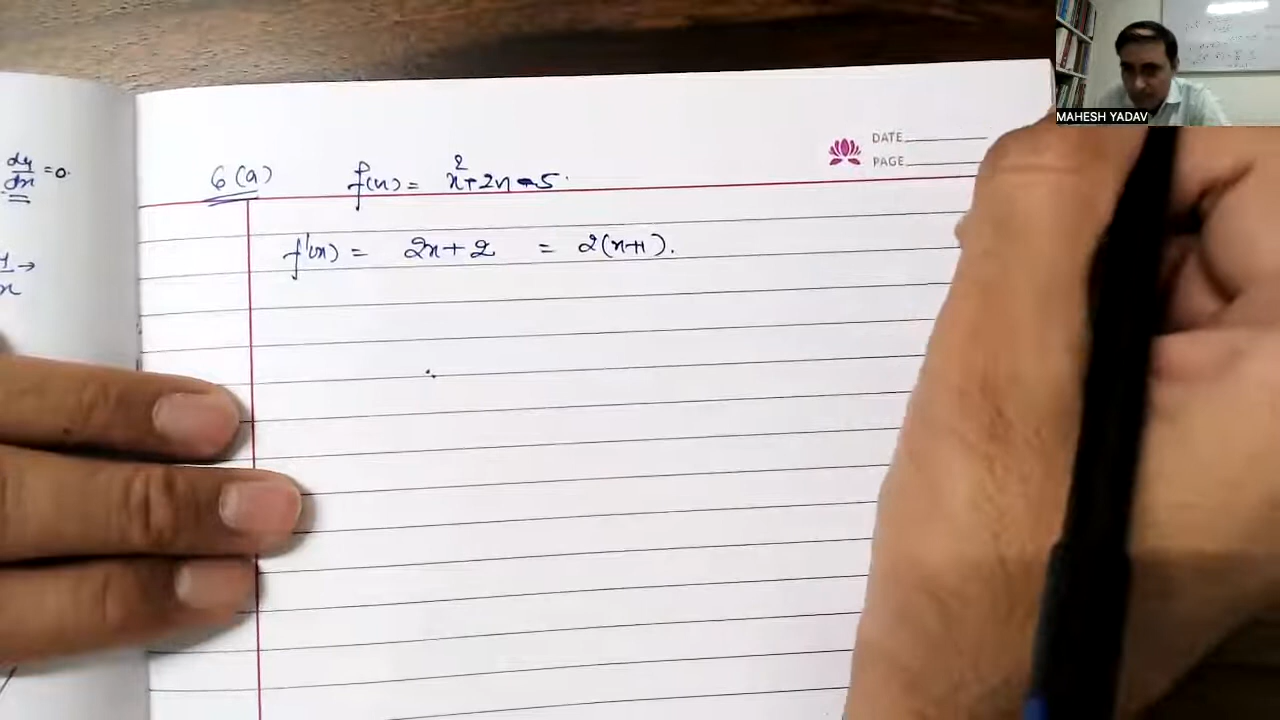 DATE
PAGE
MAHESH YADAV
dy/dx = 0.
6 (a) f(x) = x² + 2x - 5.
f'(x) = 2x + 2 = 2(x+1).